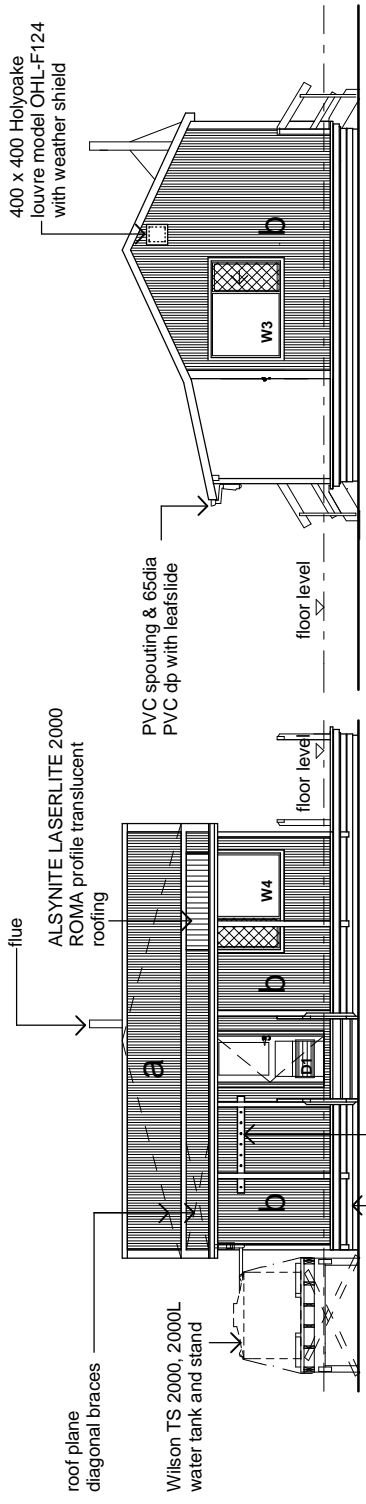 flue
roof plane
diagonal braces
ALSYNITE LASERLITE 2000
ROMA profile translucent
roofing
Wilson TS 2000, 2000L
water tank and stand
a
b
b
D1
W4
floor level
PVC spouting & 65dia
PVC dp with leafslide
floor level
400 x 400 Holyoake
louvre model OHL-F124
with weather shield
W3
b